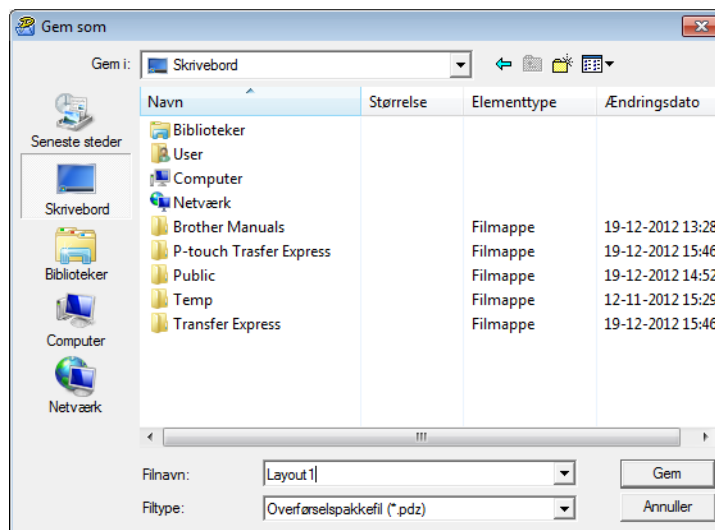 Gem som
Gem i: Skrivebord
Navn Størrelse Elementtype Ændringsdato
Seneste steder
Skrivebord
Biblioteker
Computer
Netværk
Biblioteker
User
Computer
Netværk
Brother Manuals Filmappe 19-12-2012 13:28
P-touch Trasfer Express Filmappe 19-12-2012 15:46
Public Filmappe 19-12-2012 14:52
Temp Filmappe 12-11-2012 15:29
Transfer Express Filmappe 19-12-2012 15:46
Filnavn: Layout1 Gem
Filtype: Overførselspakkefil (*.pdz) Annuller